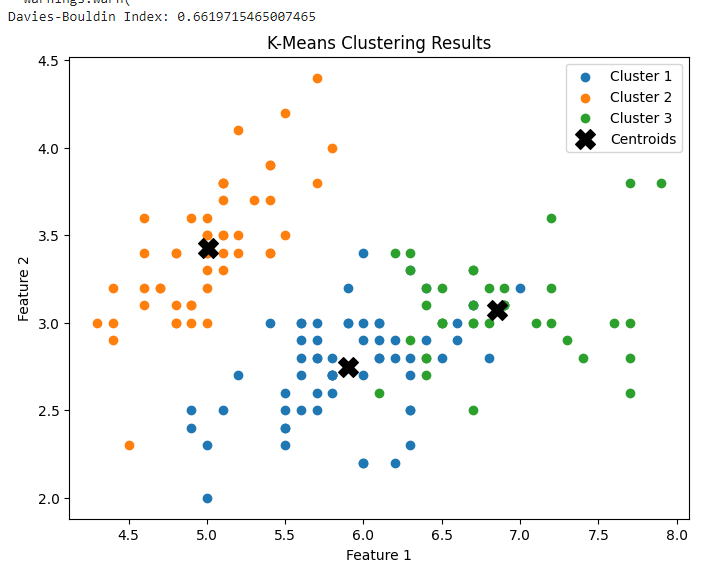 warnings.warn(
Davies-Bouldin Index: 0.6619715465007465
K-Means Clustering Results
4.5
4.0
3.5
3.0
2.5
2.0
Feature 2
Cluster 1
Cluster 2
Cluster 3
Centroids
4.5 5.0 5.5 6.0 6.5 7.0 7.5 8.0
Feature 1